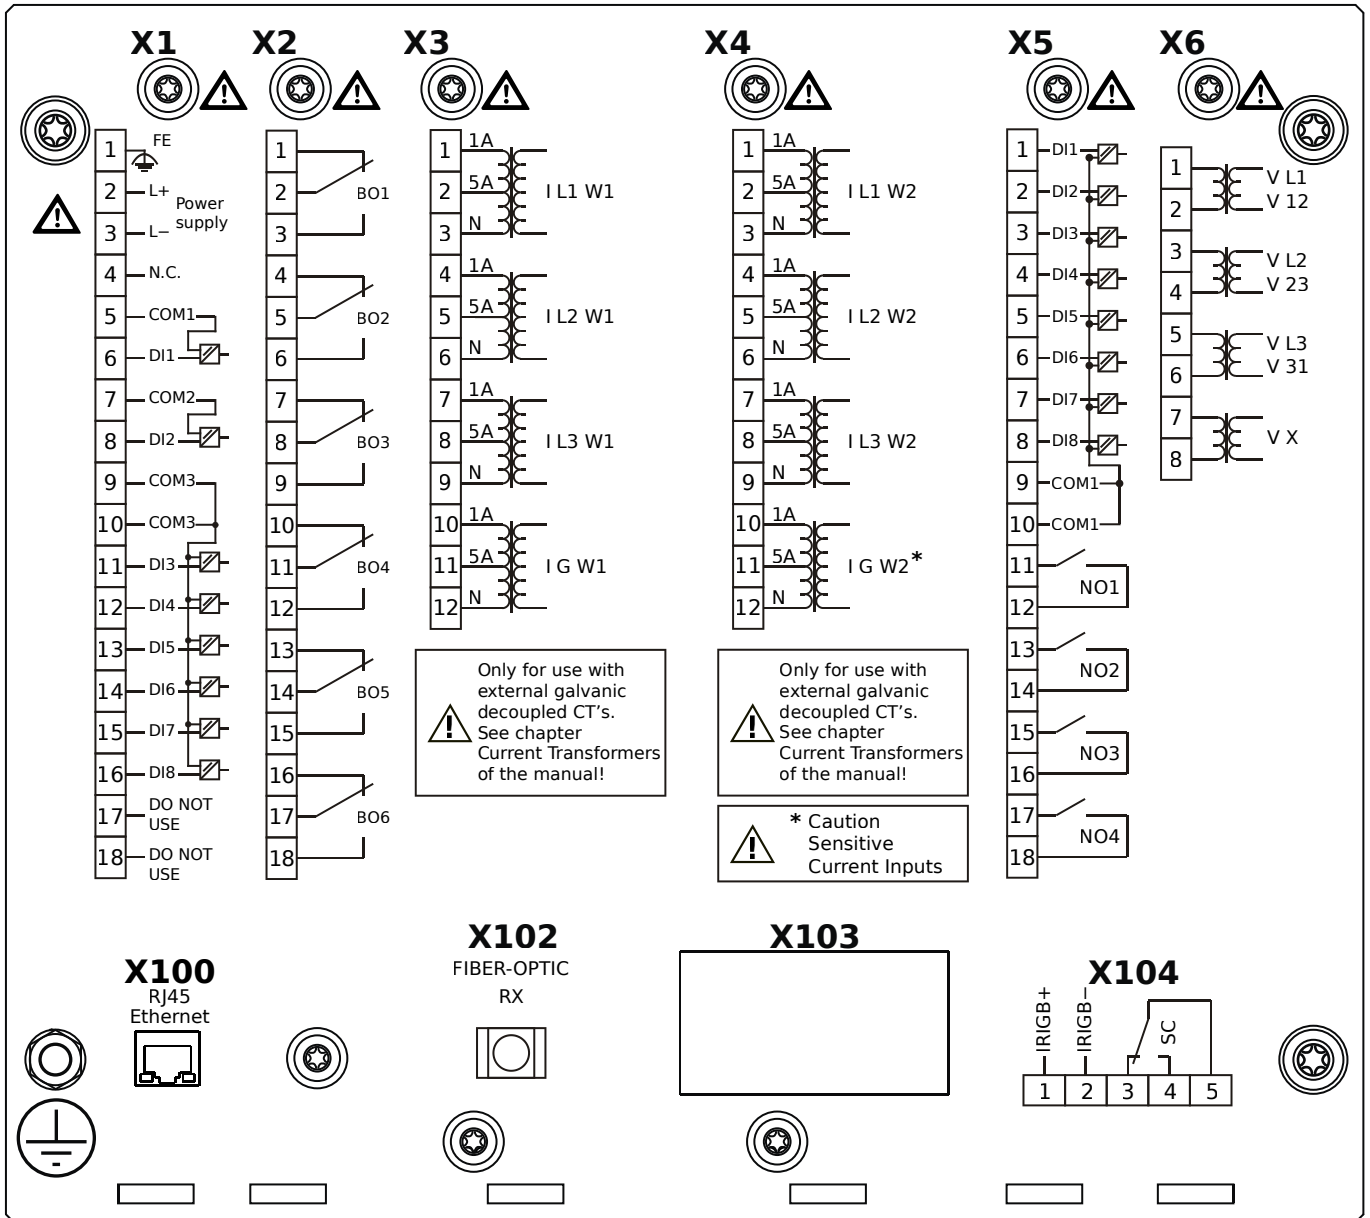 X1
X2
X3
X4
X5
X6
1
FE
2
L+
Power
supply
3
L−
4
N.C.
5
COM1
6
DI1
7
COM2
8
DI2
9
COM3
10
COM3
11
DI3
12
DI4
13
DI5
14
DI6
15
DI7
16
DI8
17
DO NOT
USE
18
DO NOT
USE
1
2
BO1
3
4
5
BO2
6
7
8
BO3
9
10
11
BO4
12
13
14
BO5
15
16
17
BO6
18
1
1A
2
5A
I L1 W1
3
N
4
1A
5
5A
I L2 W1
6
N
7
1A
8
5A
I L3 W1
9
N
10
1A
11
5A
I G W1
12
N
Only for use with
external galvanic
decoupled CT's.
See chapter
Current Transformers
of the manual!
1
1A
2
5A
I L1 W2
3
N
4
1A
5
5A
I L2 W2
6
N
7
1A
8
5A
I L3 W2
9
N
10
1A
11
5A
I G W2*
12
N
Only for use with
external galvanic
decoupled CT's.
See chapter
Current Transformers
of the manual!
* Caution
Sensitive
Current Inputs
1
DI1
2
DI2
3
DI3
4
DI4
5
DI5
6
DI6
7
DI7
8
DI8
9
COM1
10
COM1
11
NO1
12
13
NO2
14
15
NO3
16
17
NO4
18
1
V L1
2
V 12
3
V L2
4
V 23
5
V L3
6
V 31
7
V X
8
X100
RJ45
Ethernet
X102
FIBER-OPTIC
RX
X103
X104
IRIGB+
IRIGB−
SC
1 2 3 4 5